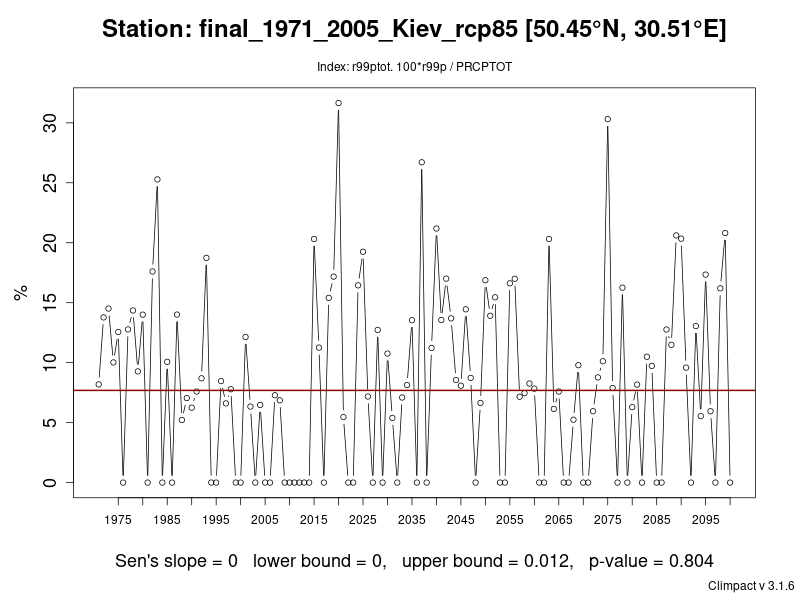 Station: final_1971_2005_Kiev_rcp85 [50.45°N, 30.51°E]
Index: r99ptot. 100*r99p / PRCPTOT
30
25
20
15
10
5
0
%
1975 1985 1995 2005 2015 2025 2035 2045 2055 2065 2075 2085 2095
Sen's slope = 0 lower bound = 0, upper bound = 0.012, p-value = 0.804
Climpact v 3.1.6